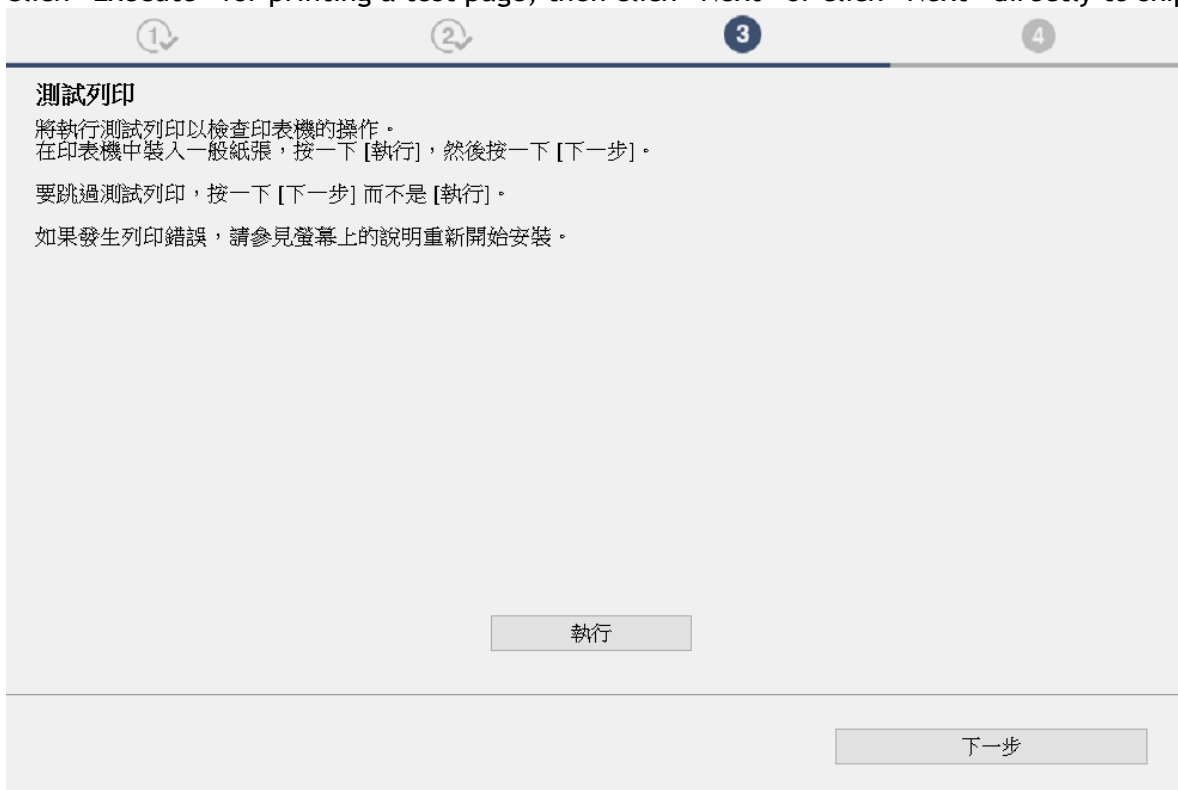 Click "Execute" for printing a test page, then click "Next" or click "Next" directly to skip
1
2
3
4
測試列印
將執行測試列印以檢查印表機的操作。
在印表機中裝入一般紙張，按一下 [執行]，然後按一下 [下一步]。
要跳過測試列印，按一下 [下一步] 而不是 [執行]。
如果發生列印錯誤，請參見螢幕上的說明重新開始安裝。
執行
下一步